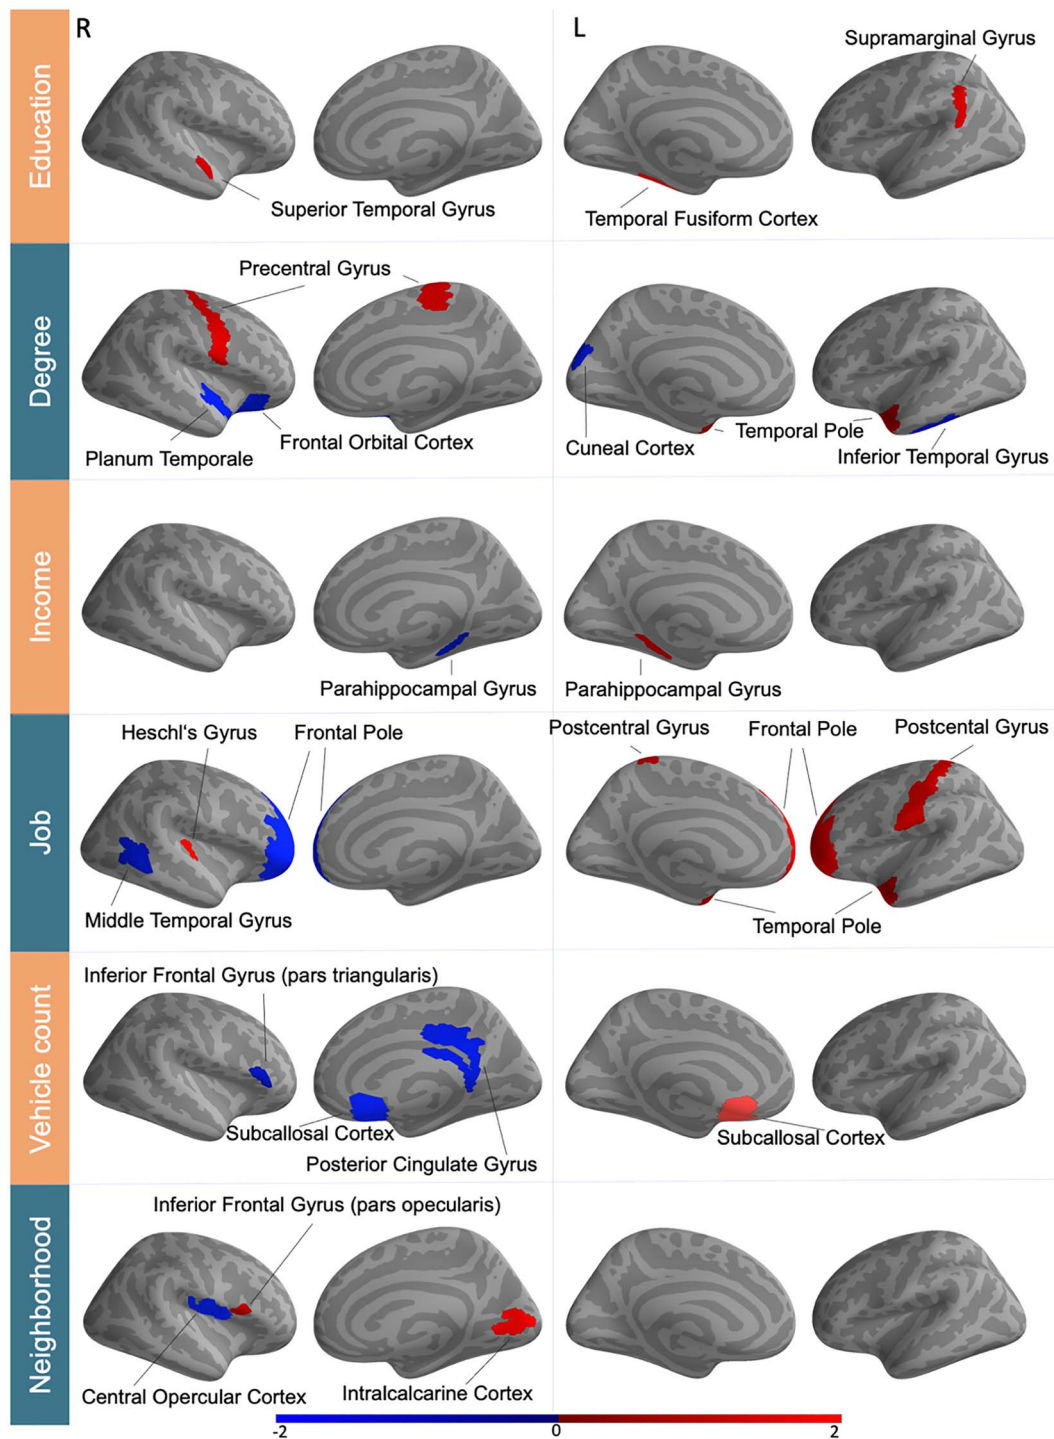 R
L
Education
Supramarginal Gyrus
Superior Temporal Gyrus
Temporal Fusiform Cortex
Degree
Precentral Gyrus
Planum Temporale
Frontal Orbital Cortex
Cuneal Cortex
Temporal Pole
Inferior Temporal Gyrus
Income
Parahippocampal Gyrus
Parahippocampal Gyrus
Job
Heschl's Gyrus
Frontal Pole
Postcentral Gyrus
Frontal Pole
Postcental Gyrus
Middle Temporal Gyrus
Temporal Pole
Vehicle count
Inferior Frontal Gyrus (pars triangularis)
Subcallosal Cortex
Posterior Cingulate Gyrus
Subcallosal Cortex
Neighborhood
Inferior Frontal Gyrus (pars opecularis)
Central Opercular Cortex
Intralcalcarine Cortex
-2
0
2